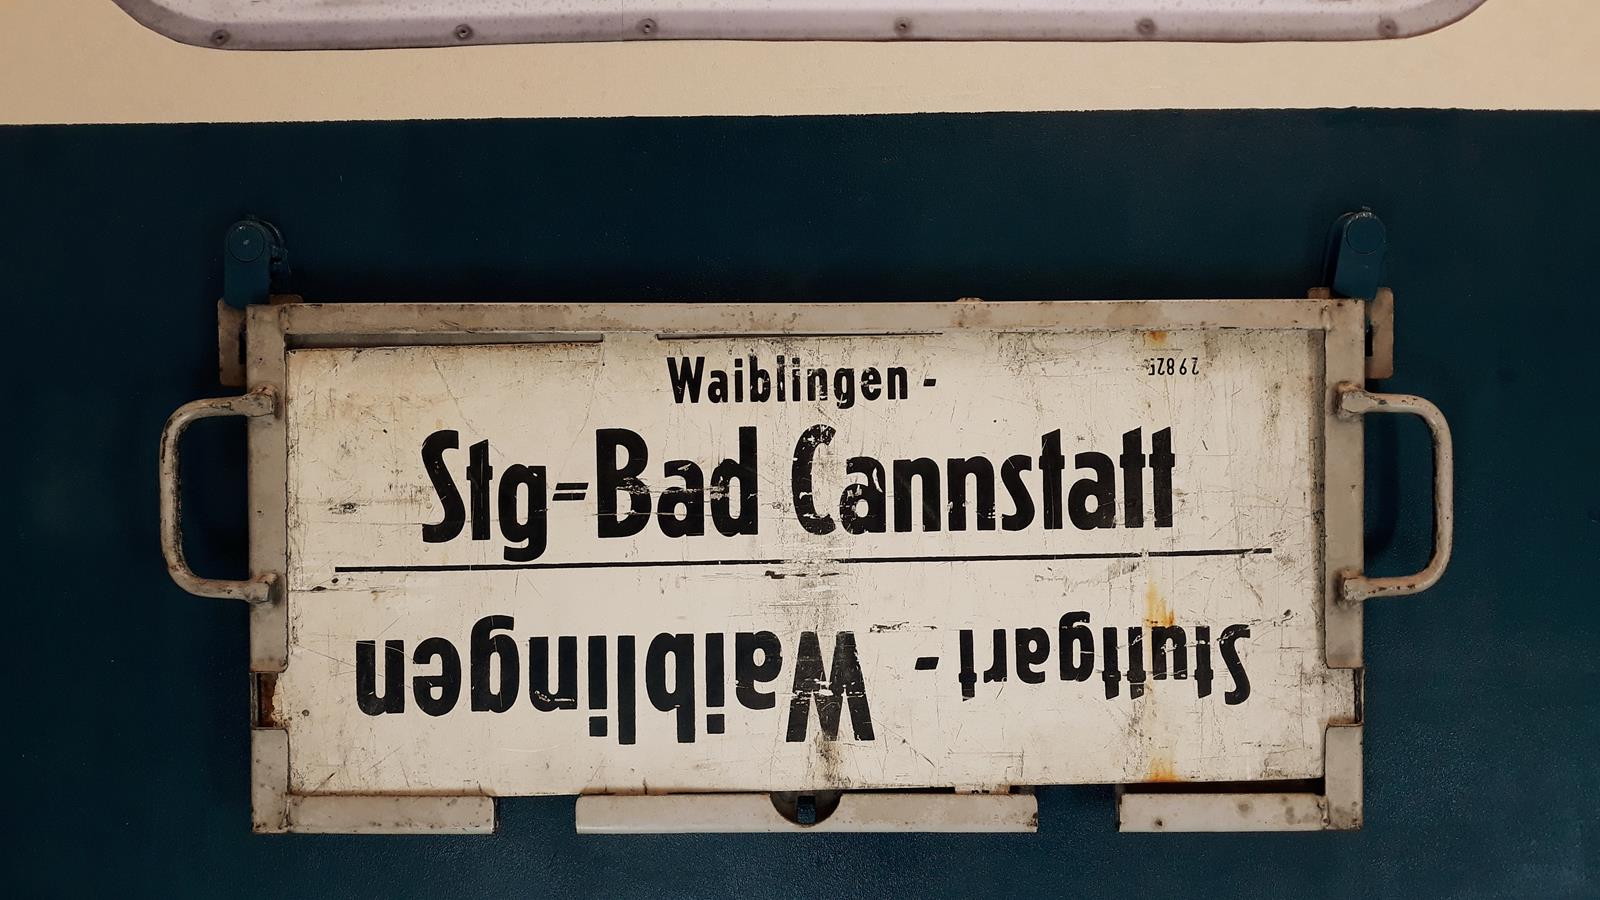 Waiblingen -
Stg=Bad Cannstatt
Stuttgart - Waiblingen